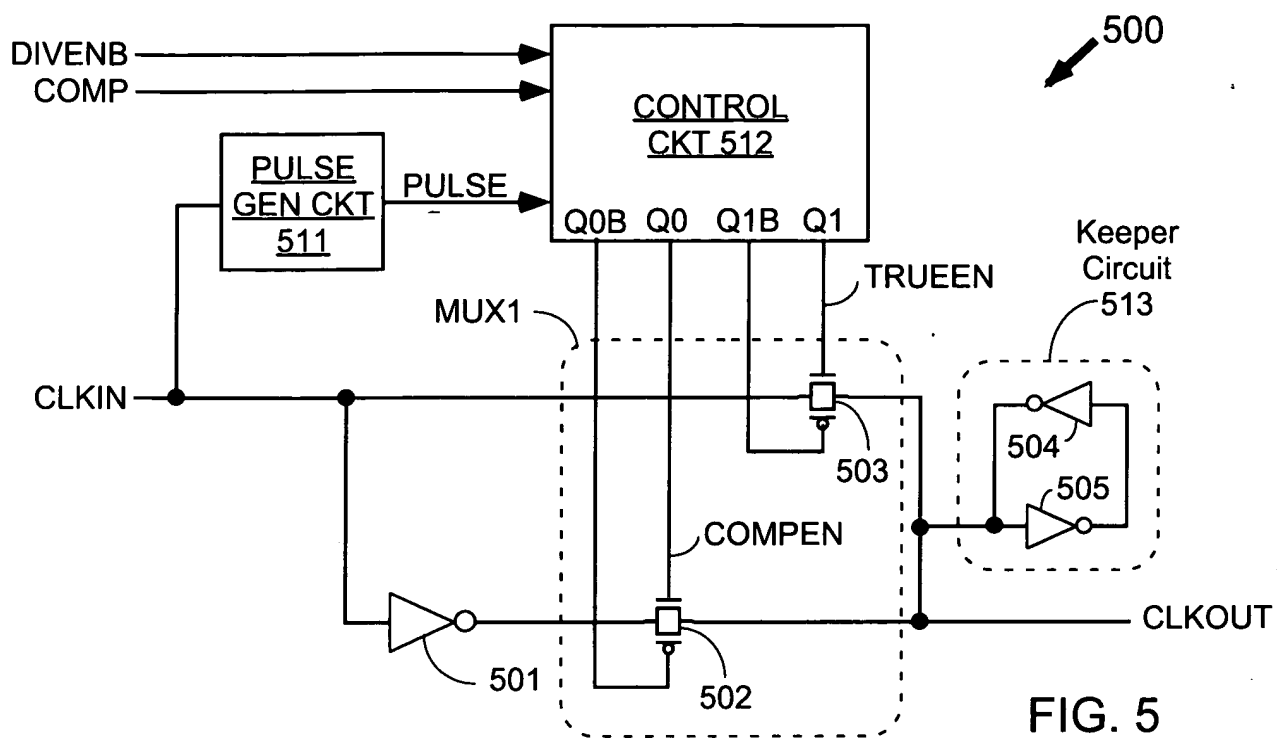 500
DIVENB
COMP
CONTROL
CKT 512
PULSE
GEN CKT
511
PULSE
Q0B Q0 Q1B Q1
Keeper
Circuit
513
TRUEEN
MUX1
CLKIN
504
503
505
COMPEN
CLKOUT
501
502
FIG. 5